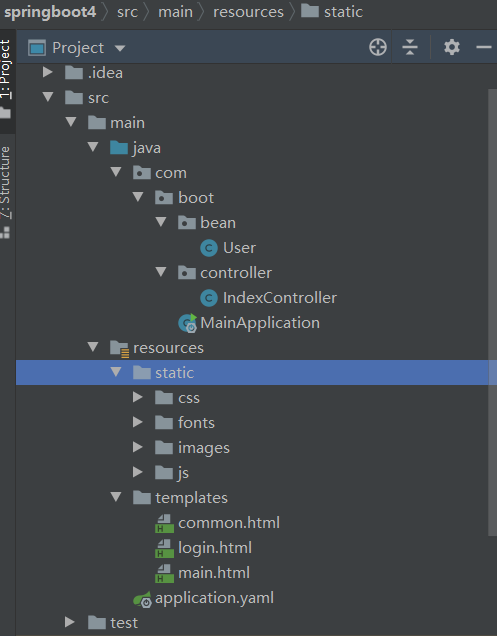 springboot4 src main resources static
1: Project
Project
.idea
src
main
java
com
boot
bean
C User
controller
C IndexController
C MainApplication
resources
static
css
fonts
images
js
templates
H common.html
H login.html
H main.html
application.yaml
test
7: Structure